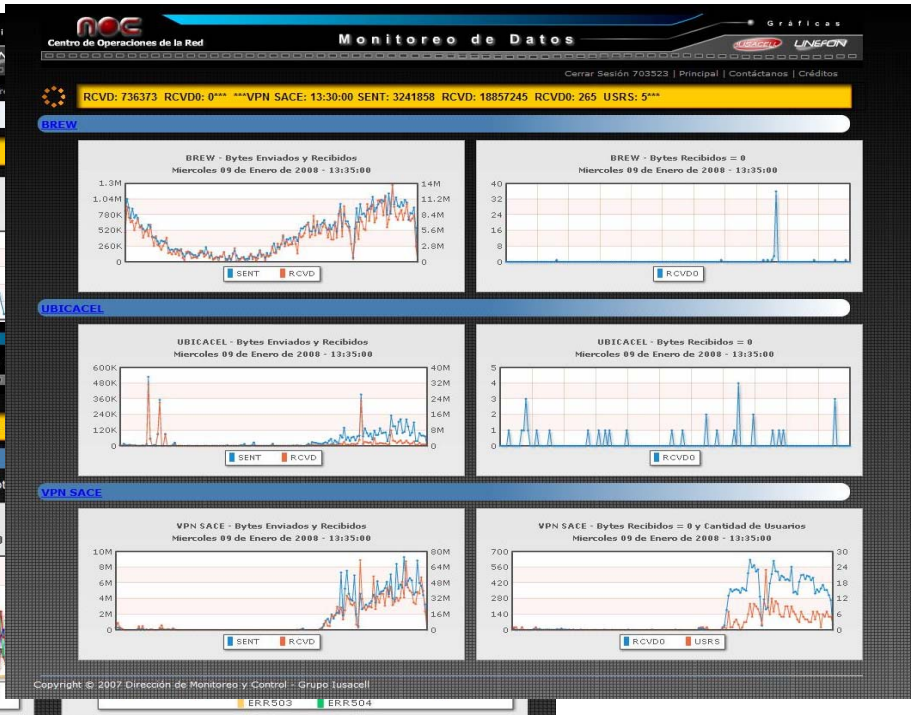 noc
Centro de Operaciones de la Red
Monitoreo de Datos
Gráficas
IUSACELL UNEFON
Cerrar Sesión 703523 | Principal | Contáctanos | Créditos
RCVD: 736373 RCVD0: 0*** ***VPN SACE: 13:30:00 SENT: 3241858 RCVD: 18857245 RCVD0: 265 USRS: 5***
BREW
BREW - Bytes Enviados y Recibidos
Miercoles 09 de Enero de 2008 - 13:35:00
1.3M 14M
1.04M 11.2M
780K 8.4M
520K 5.6M
260K 2.8M
0 0
SENT RCVD
BREW - Bytes Recibidos = 0
Miercoles 09 de Enero de 2008 - 13:35:00
40
32
24
16
8
0
RCVD0
UBICACEL
UBICACEL - Bytes Enviados y Recibidos
Miercoles 09 de Enero de 2008 - 13:35:00
600K 40M
480K 32M
360K 24M
240K 16M
120K 8M
0 0
SENT RCVD
UBICACEL - Bytes Recibidos = 0
Miercoles 09 de Enero de 2008 - 13:35:00
5
4
3
2
1
0
RCVD0
VPN SACE
VPN SACE - Bytes Enviados y Recibidos
Miercoles 09 de Enero de 2008 - 13:35:00
10M 80M
8M 64M
6M 48M
4M 32M
2M 16M
0 0
SENT RCVD
VPN SACE - Bytes Recibidos = 0 y Cantidad de Usuarios
Miercoles 09 de Enero de 2008 - 13:35:00
700 30
560 24
420 18
280 12
140 6
0 0
RCVD0 USRS
Copyright © 2007 Dirección de Monitoreo y Control - Grupo Iusacell
ERR503 ERR504